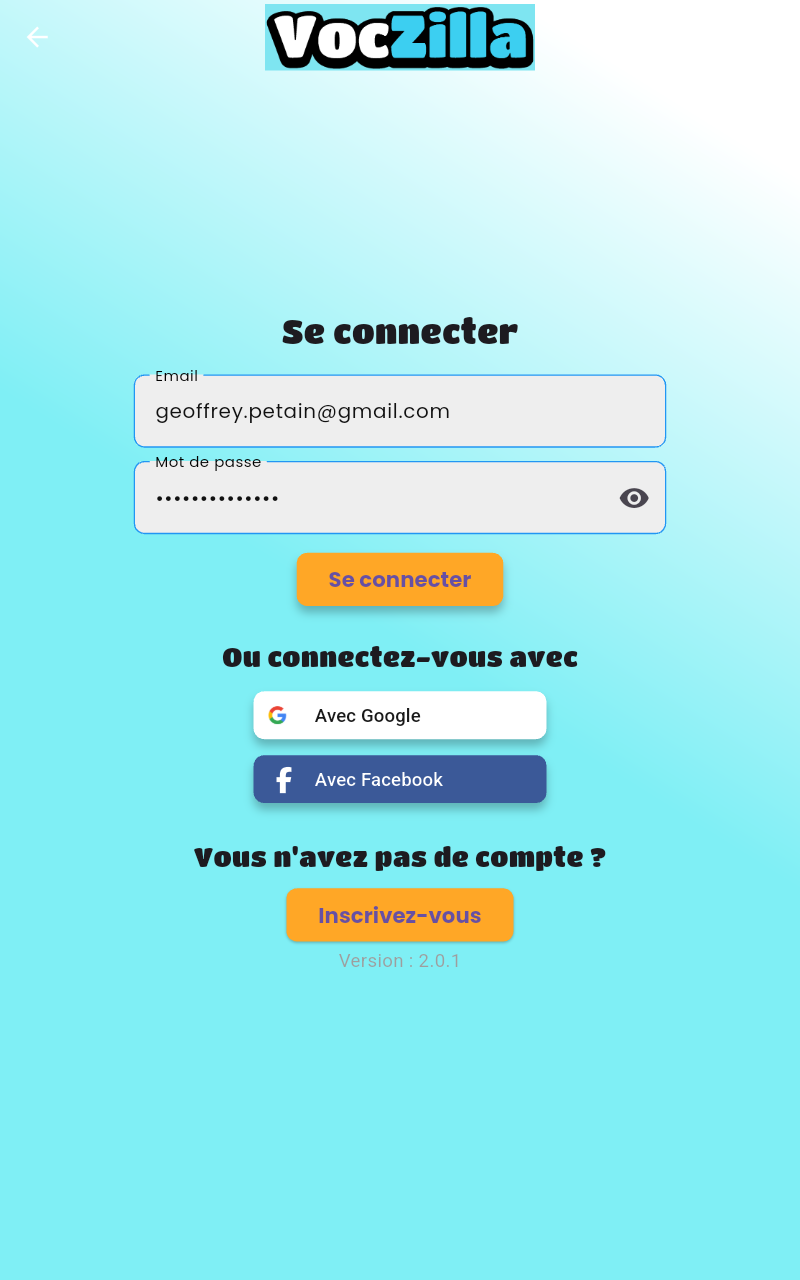 VocZilla
Se connecter
Email
geoffrey.petain@gmail.com
Mot de passe
••••••••••••••
Se connecter
Ou connectez-vous avec
Avec Google
Avec Facebook
Vous n'avez pas de compte ?
Inscrivez-vous
Version : 2.0.1